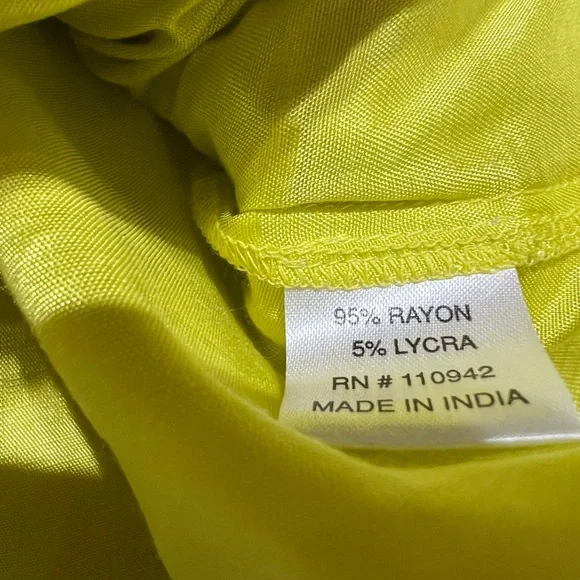 95% RAYON
5% LYCRA
RN # 110942
MADE IN INDIA